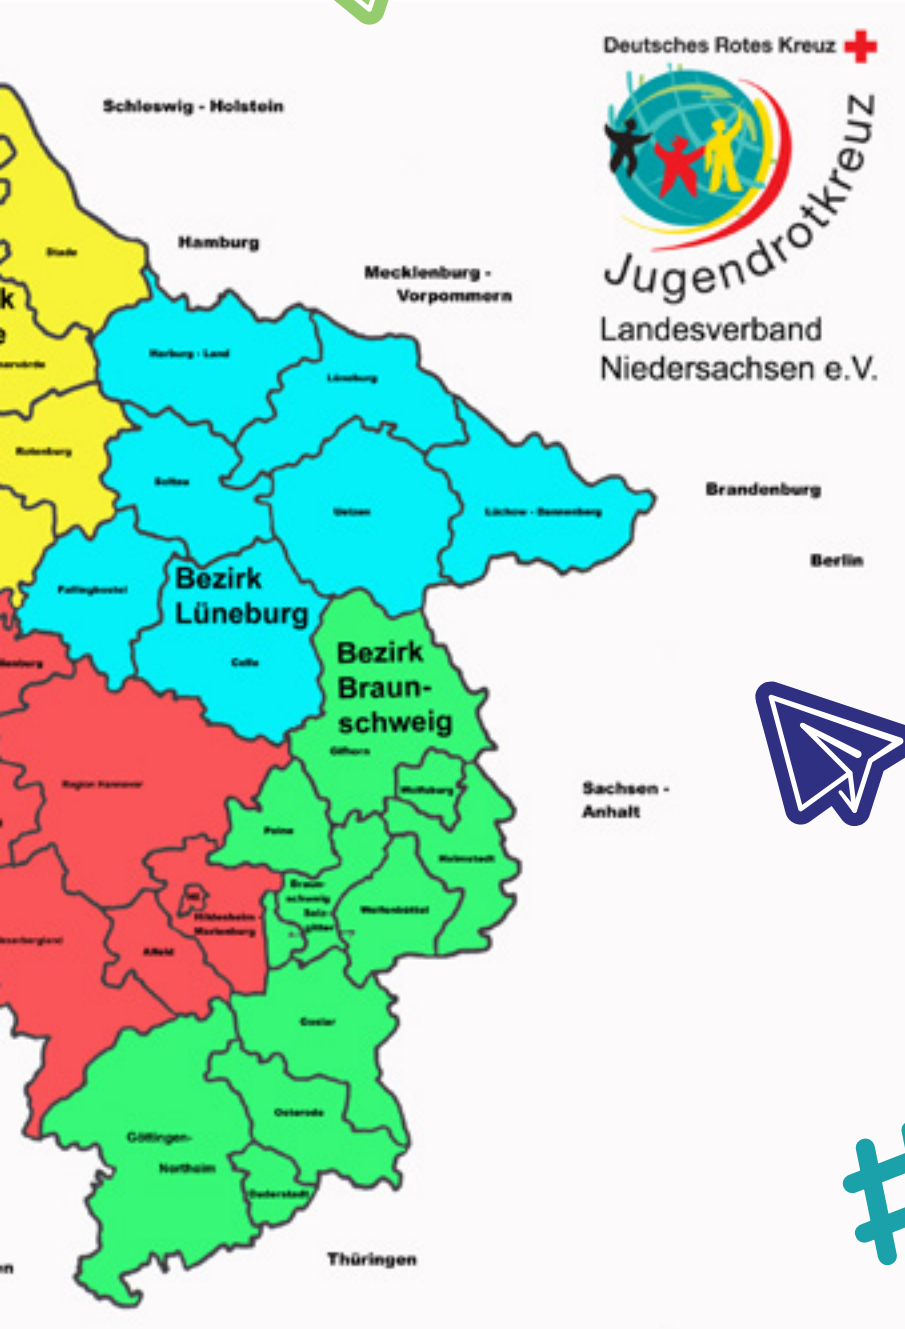 Deutsches Rotes Kreuz
Jugendrotkreuz
Landesverband
Niedersachsen e.V.
Schleswig - Holstein
Hamburg
Mecklenburg -
Vorpommern
Stade
k
e
Harburg - Land
Lüneburg
Rotenburg
Soltau
Uelzen
Lüchow - Dannenberg
Brandenburg
Berlin
Fallingbostel
Bezirk
Lüneburg
Celle
Bezirk
Braun-
schweig
Gifhorn
Wolfsburg
Region Hannover
Sachsen -
Anhalt
Peine
Helmstedt
Braun-
schweig
Salz-
gitter
Wolfenbüttel
Hildesheim -
Marienburg
Alfeld
Goslar
Osterode
Göttingen-
Northeim
Duderstadt
Thüringen
en
#